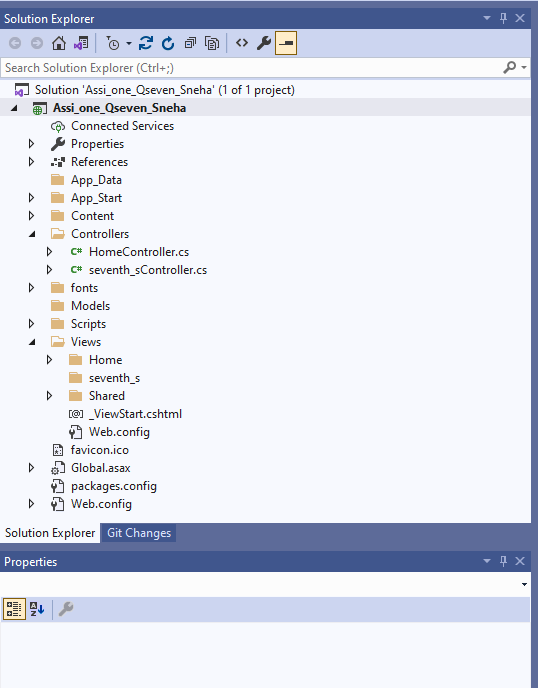 Solution Explorer
Search Solution Explorer (Ctrl+;)
Solution 'Assi_one_Qseven_Sneha' (1 of 1 project)
Assi_one_Qseven_Sneha
Connected Services
Properties
References
App_Data
App_Start
Content
Controllers
C# HomeController.cs
C# seventh_sController.cs
fonts
Models
Scripts
Views
Home
seventh_s
Shared
[@] _ViewStart.cshtml
Web.config
favicon.ico
Global.asax
packages.config
Web.config
Solution Explorer Git Changes
Properties